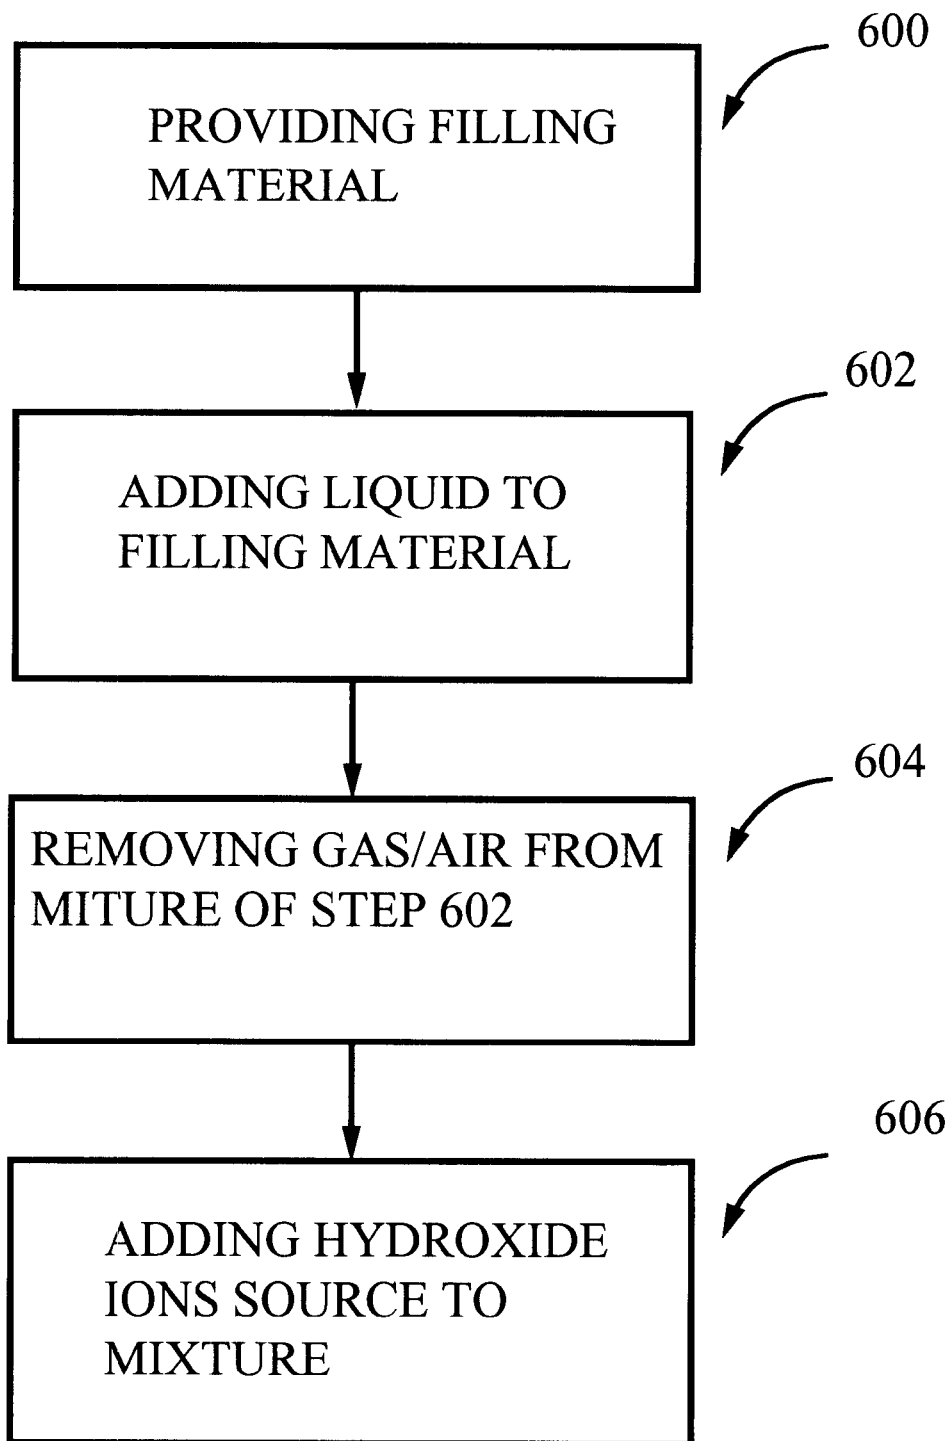 600
PROVIDING FILLING
MATERIAL
602
ADDING LIQUID TO
FILLING MATERIAL
604
REMOVING GAS/AIR FROM
MITURE OF STEP 602
606
ADDING HYDROXIDE
IONS SOURCE TO
MIXTURE